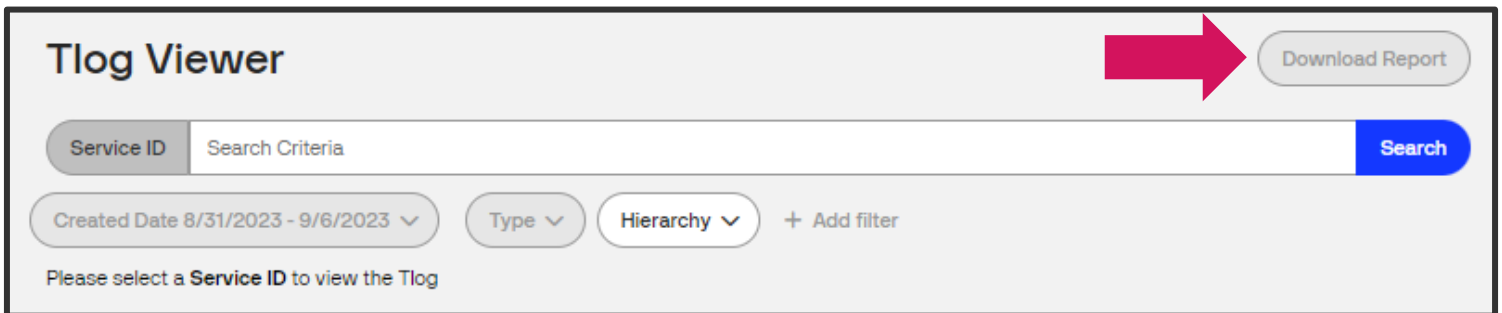 Tlog Viewer
Download Report
Service ID Search Criteria Search
Created Date 8/31/2023 - 9/6/2023 Type Hierarchy + Add filter
Please select a Service ID to view the Tlog